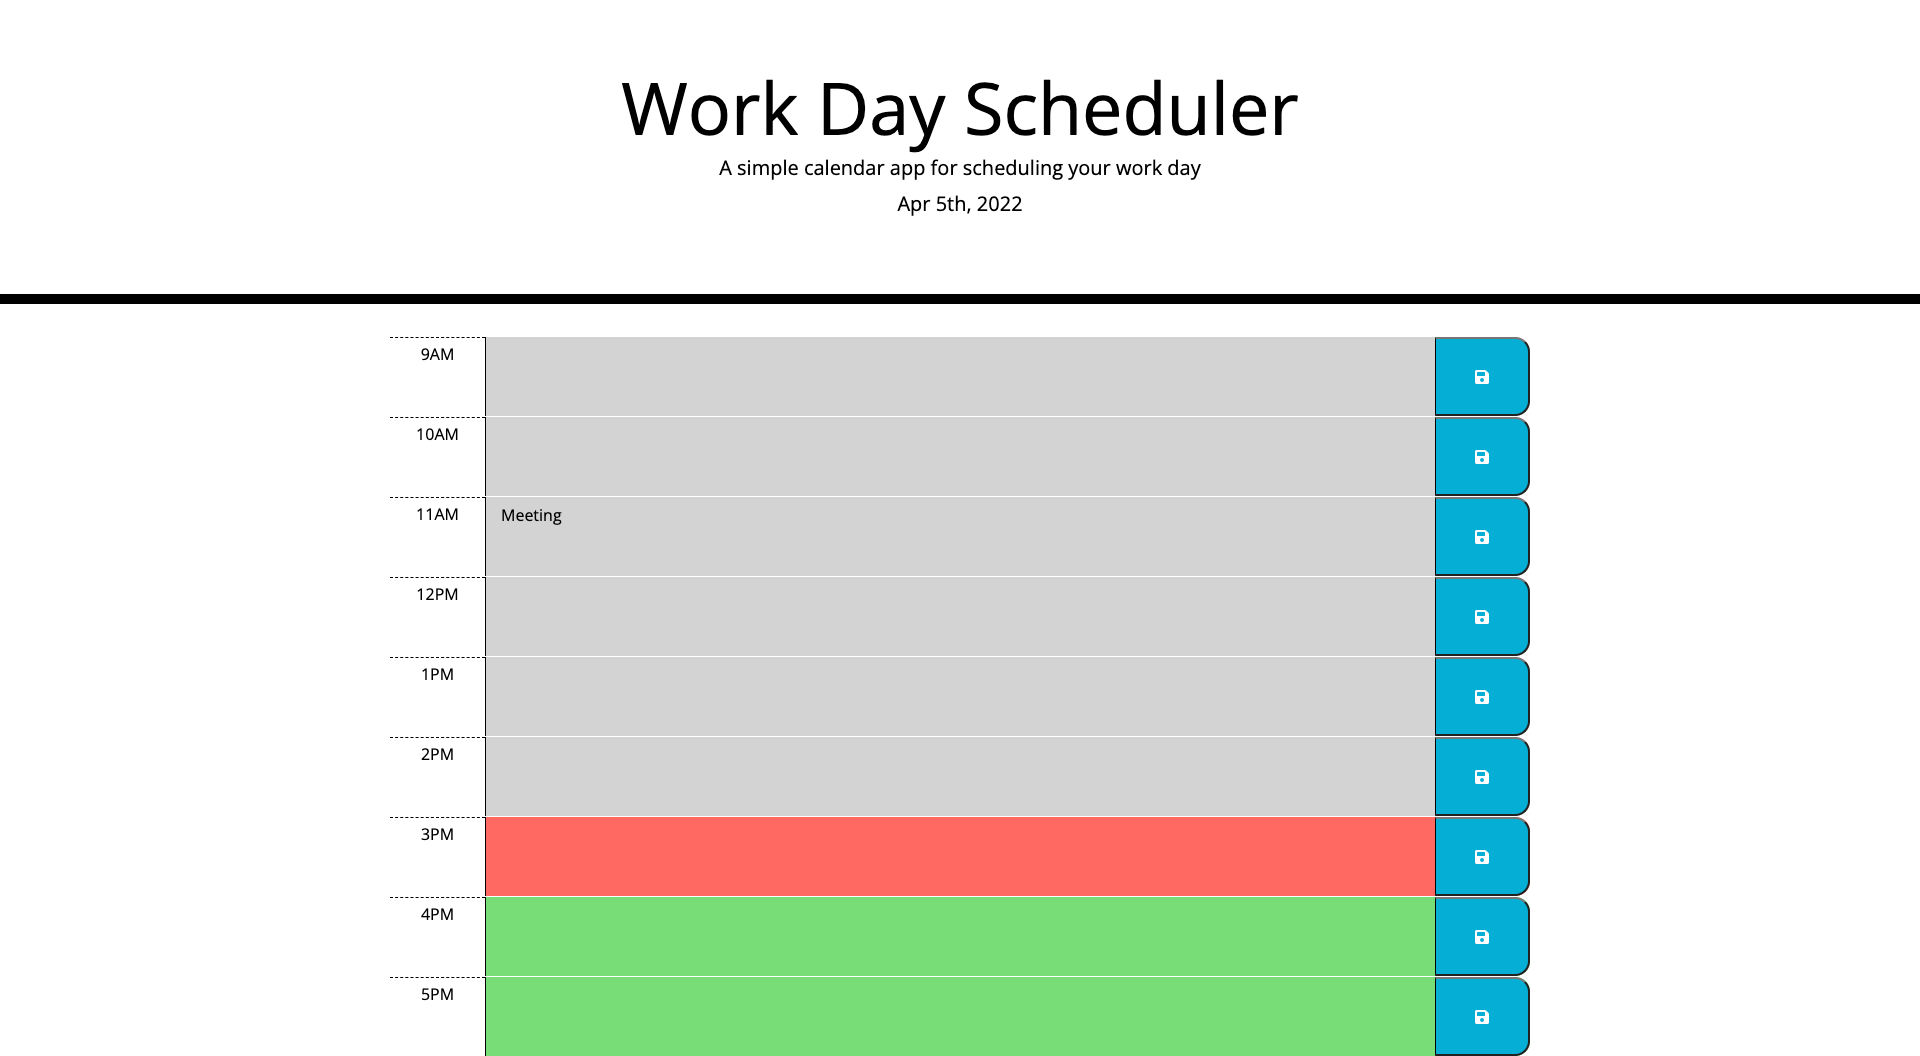 Work Day Scheduler
A simple calendar app for scheduling your work day
Apr 5th, 2022
9AM
10AM
11AM Meeting
12PM
1PM
2PM
3PM
4PM
5PM